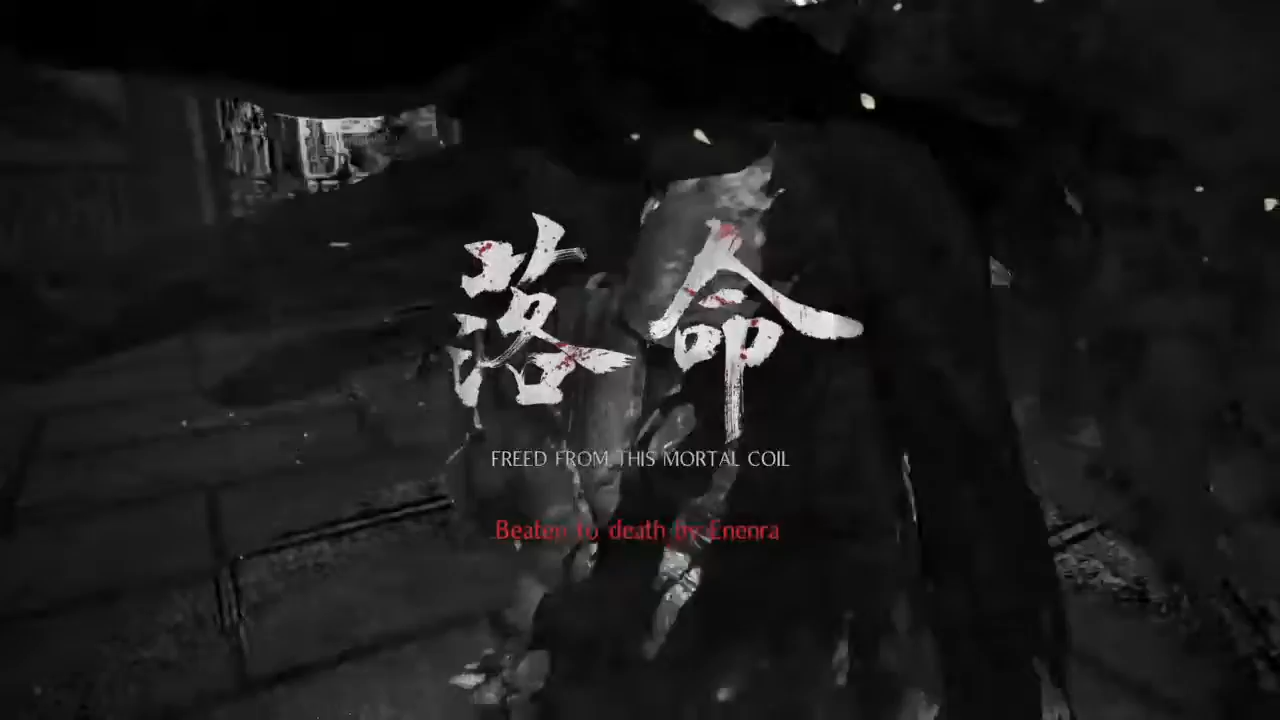 落命
FREED FROM THIS MORTAL COIL
Beaten to death by Enenra